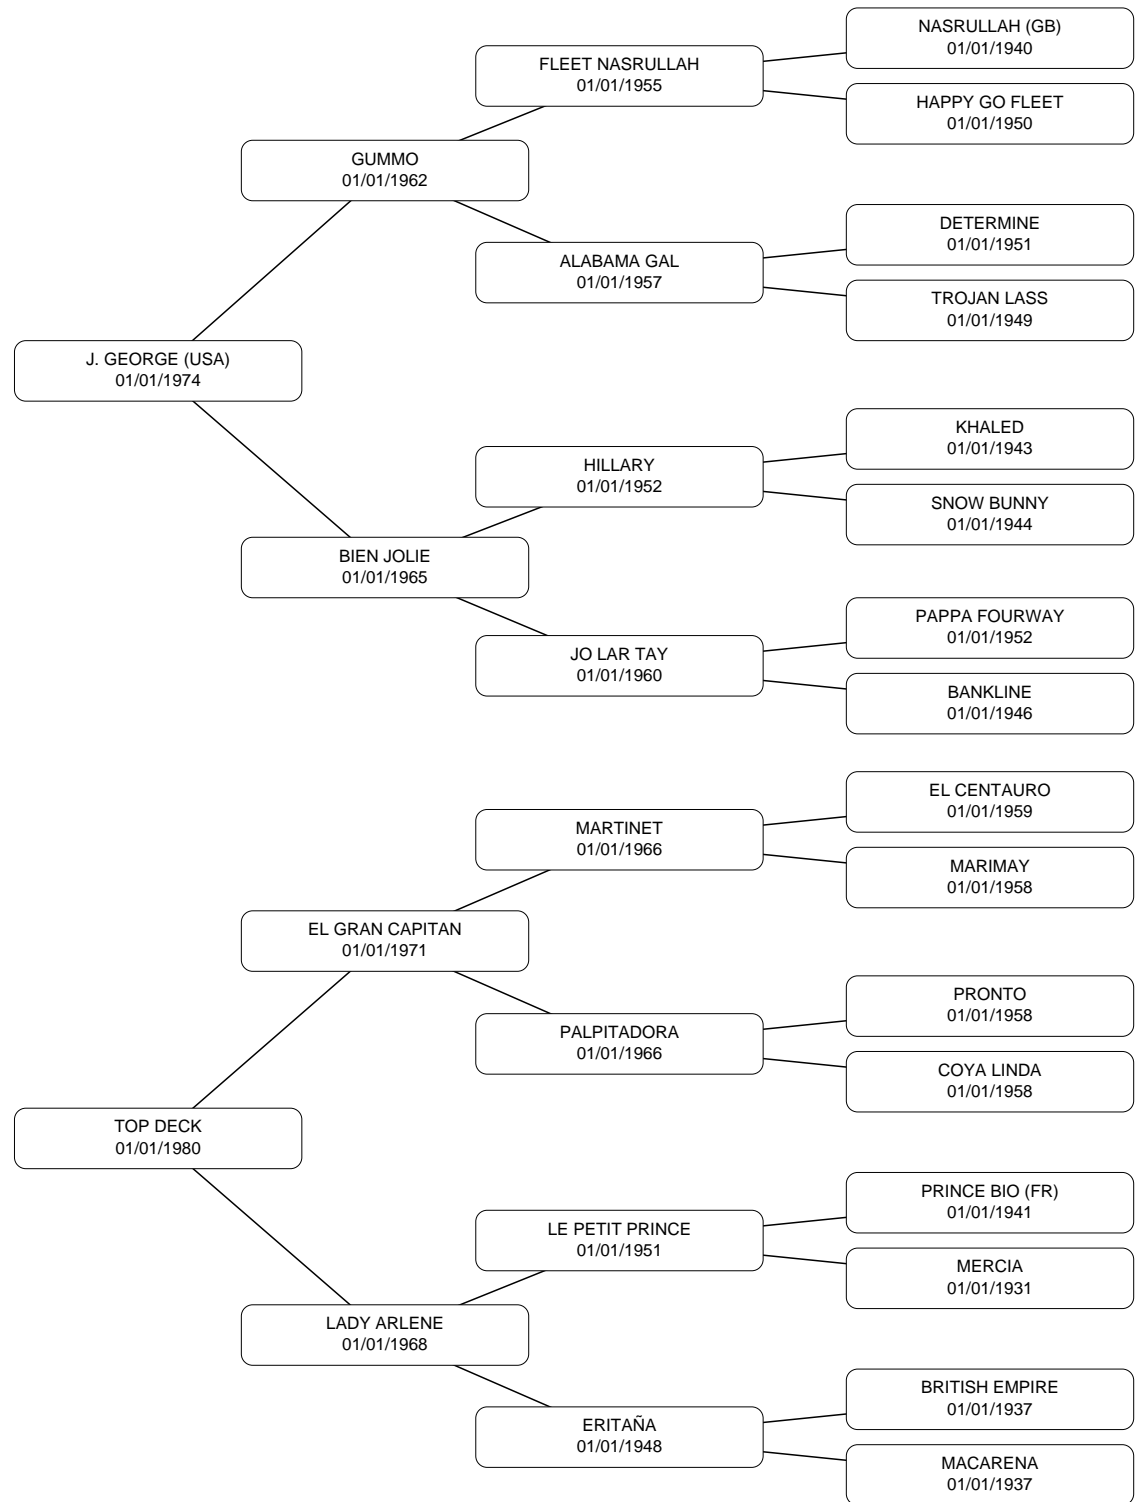 NASRULLAH (GB)
01/01/1940
FLEET NASRULLAH
01/01/1955
HAPPY GO FLEET
01/01/1950
GUMMO
01/01/1962
DETERMINE
01/01/1951
ALABAMA GAL
01/01/1957
TROJAN LASS
01/01/1949
J. GEORGE (USA)
01/01/1974
KHALED
01/01/1943
HILLARY
01/01/1952
SNOW BUNNY
01/01/1944
BIEN JOLIE
01/01/1965
PAPPA FOURWAY
01/01/1952
JO LAR TAY
01/01/1960
BANKLINE
01/01/1946
EL CENTAURO
01/01/1959
MARTINET
01/01/1966
MARIMAY
01/01/1958
EL GRAN CAPITAN
01/01/1971
PRONTO
01/01/1958
PALPITADORA
01/01/1966
COYA LINDA
01/01/1958
TOP DECK
01/01/1980
PRINCE BIO (FR)
01/01/1941
LE PETIT PRINCE
01/01/1951
MERCIA
01/01/1931
LADY ARLENE
01/01/1968
BRITISH EMPIRE
01/01/1937
ERITAÑA
01/01/1948
MACARENA
01/01/1937